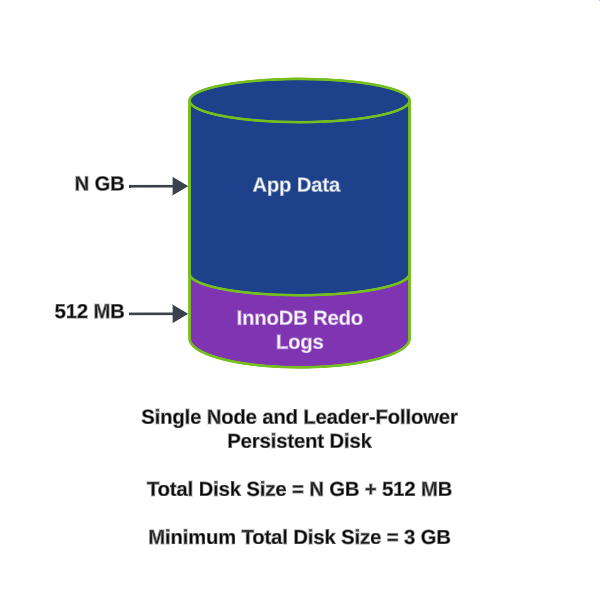 N GB
App Data
512 MB
InnoDB Redo
Logs
Single Node and Leader-Follower
Persistent Disk
Total Disk Size = N GB + 512 MB
Minimum Total Disk Size = 3 GB